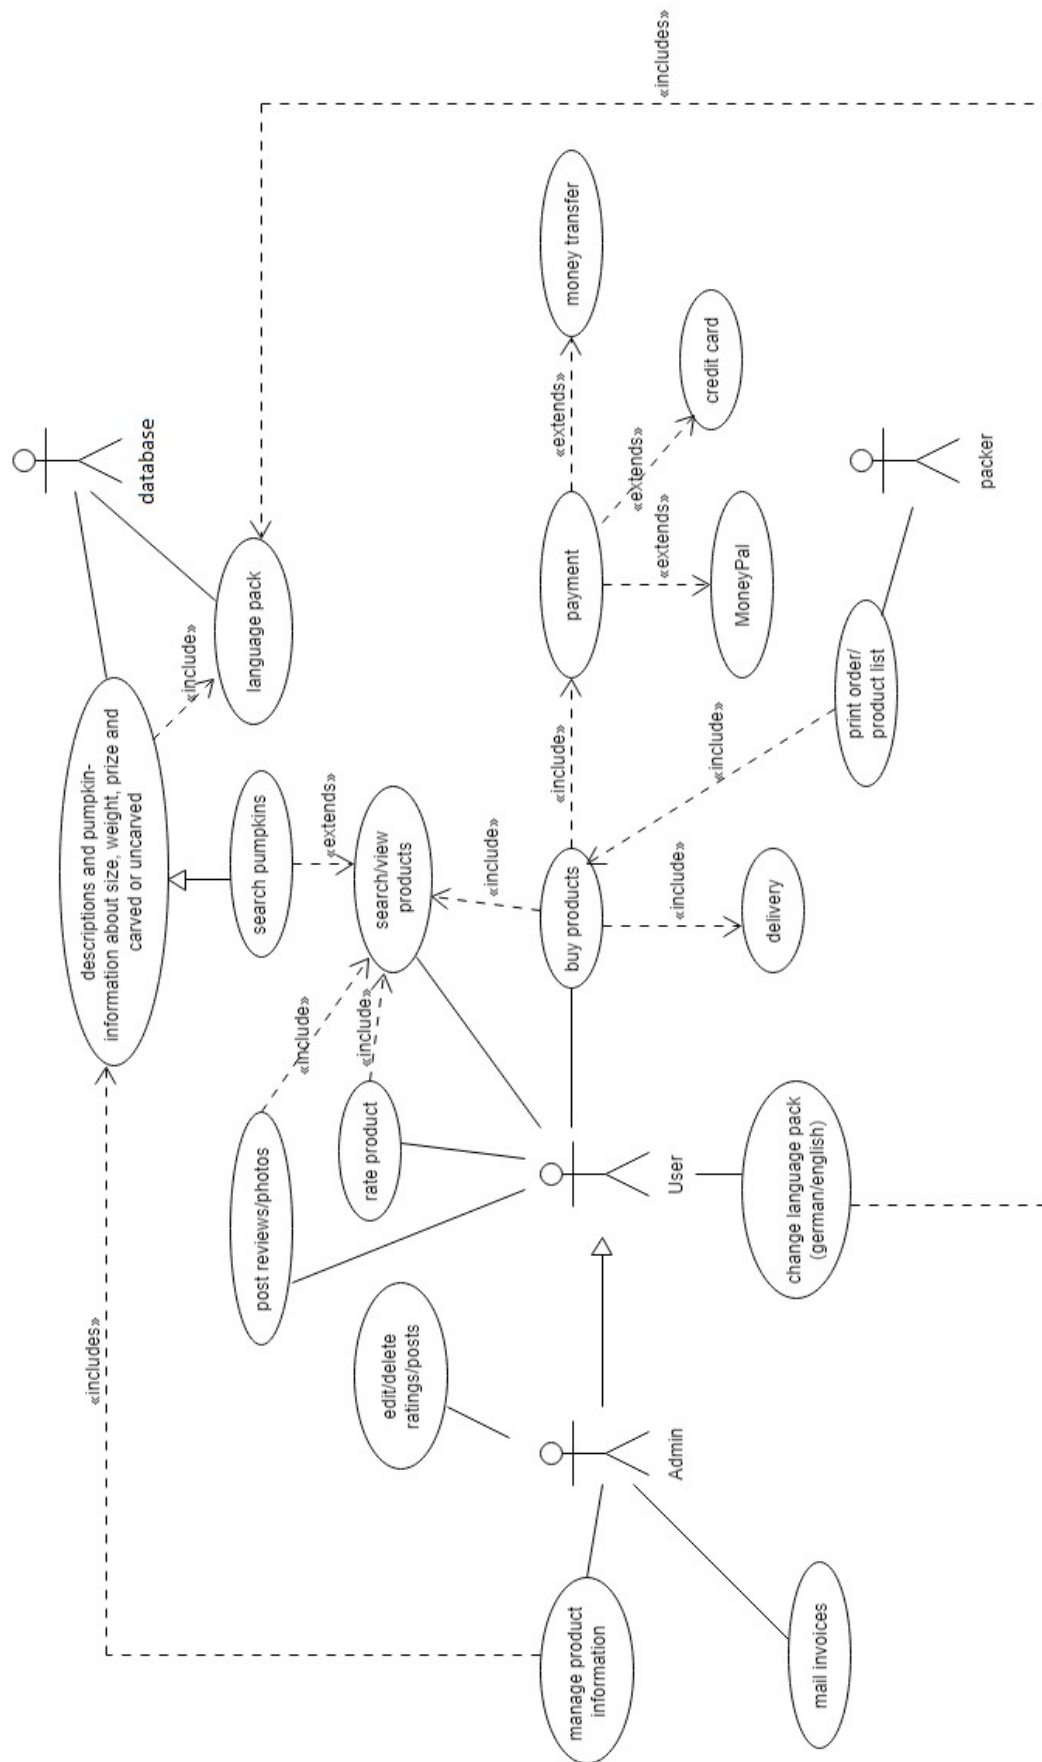 «includes»
descriptions and pumpkin-
information about size, weight, prize and
carved or uncarved
database
«include»
language pack
post reviews/photos
search pumpkins
«include»
«extends»
rate product
«include»
edit/delete
ratings/posts
search/view
products
«include»
«include»
«extends»
buy products
payment
money transfer
manage product
information
«extends»
«extends»
«includes»
Admin
User
«include»
credit card
«include»
MoneyPal
delivery
change language pack
(german/english)
mail invoices
print order/
product list
packer